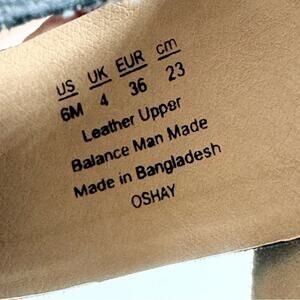 US UK EUR cm
6M 4 36 23
Leather Upper
Balance Man Made
Made in Bangladesh
OSHAY